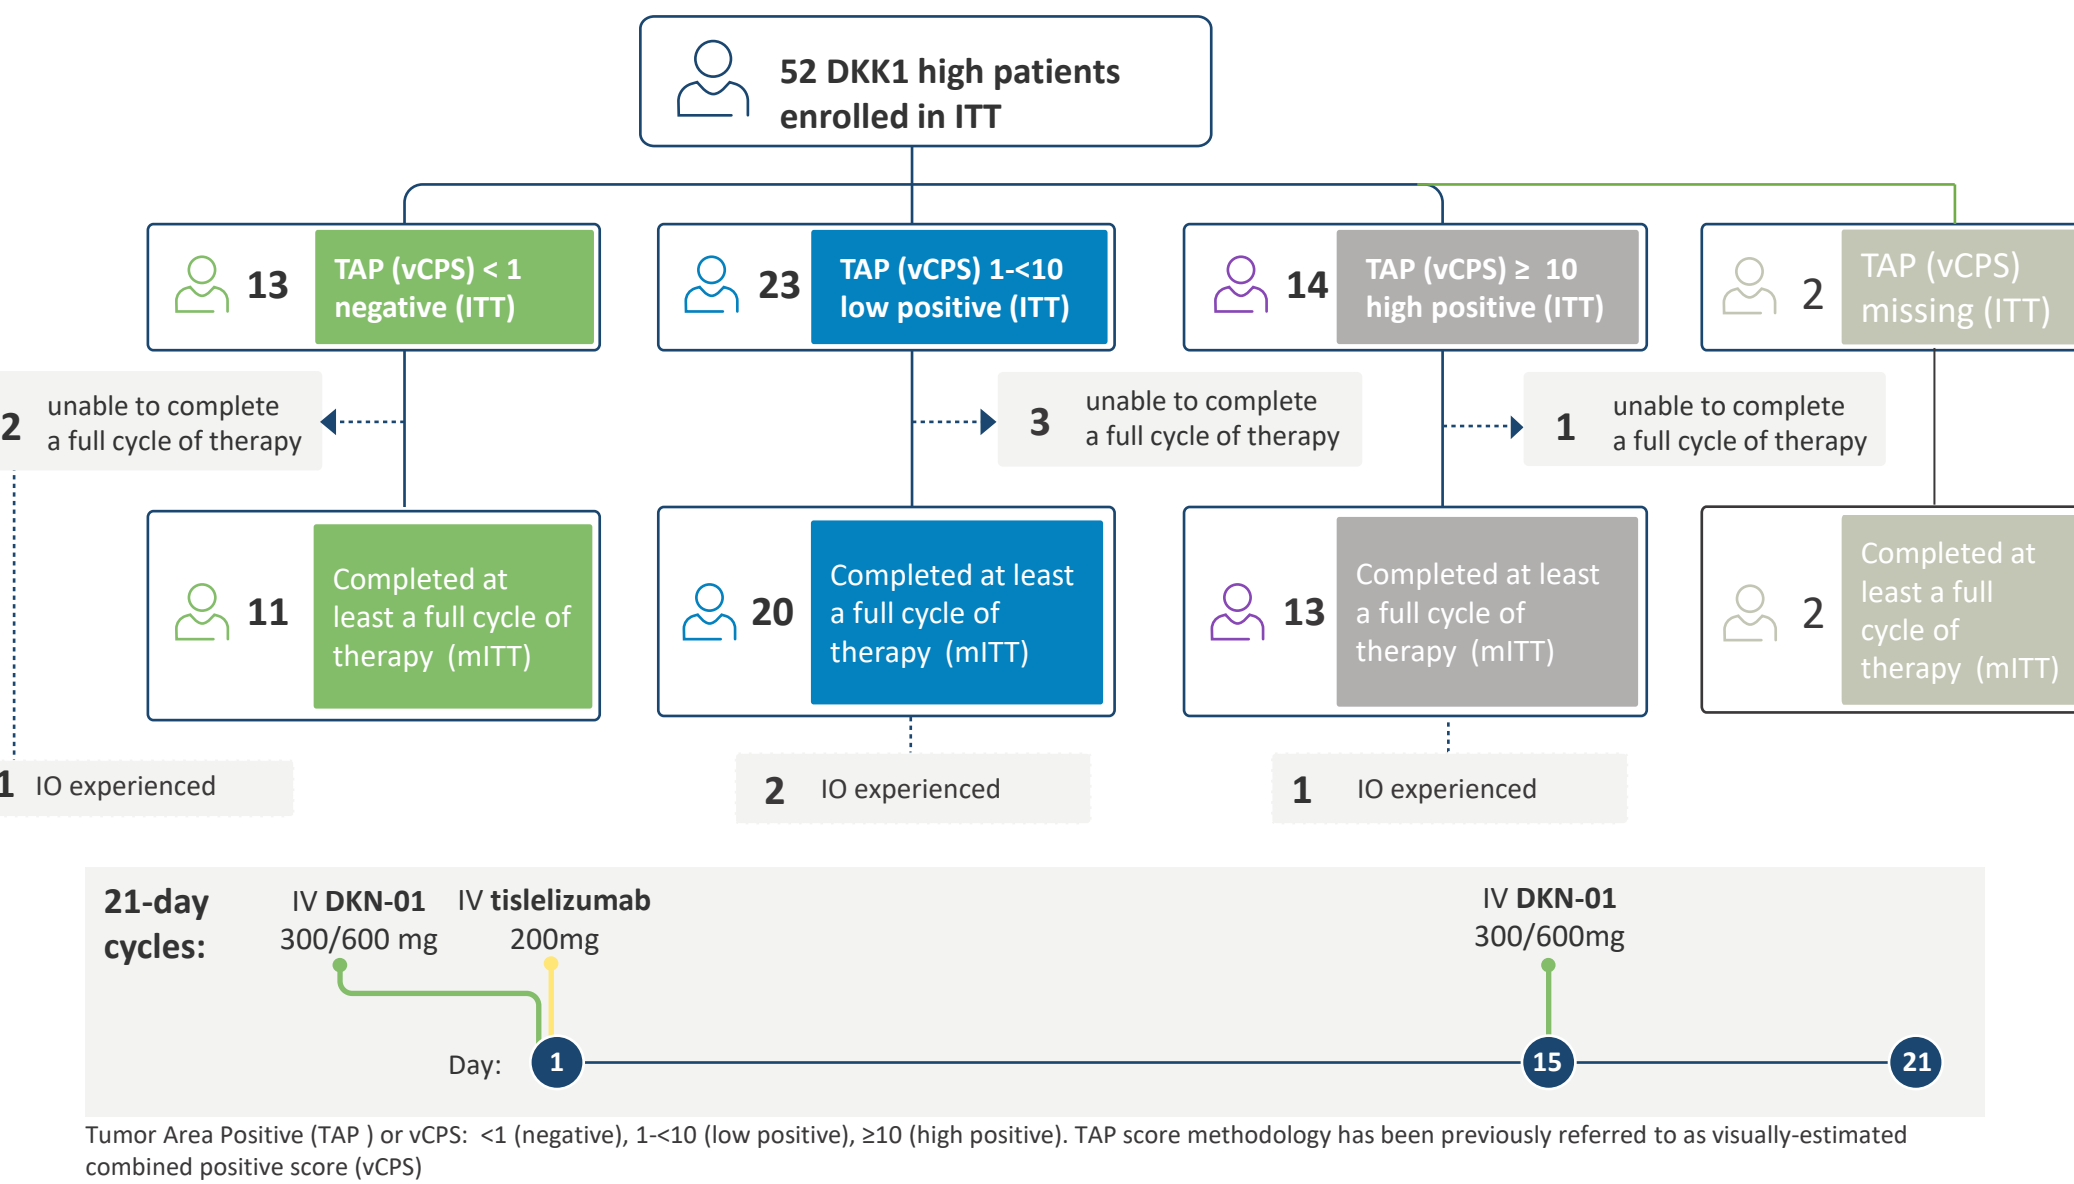 52 DKK1 high patients
enrolled in ITT
13
TAP (vCPS) < 1
negative (ITT)
23
TAP (vCPS) 1-<10
low positive (ITT)
14
TAP (vCPS) ≥ 10
high positive (ITT)
2
TAP (vCPS)
missing (ITT)
2
unable to complete
a full cycle of therapy
3
unable to complete
a full cycle of therapy
1
unable to complete
a full cycle of therapy
11
Completed at
least a full cycle of
therapy (mITT)
20
Completed at least
a full cycle of
therapy (mITT)
13
Completed at least
a full cycle of
therapy (mITT)
2
Completed at
least a full
cycle of
therapy (mITT)
1 IO experienced
2 IO experienced
1 IO experienced
21-day
cycles:
IV DKN-01
300/600 mg
IV tislelizumab
200mg
IV DKN-01
300/600mg
Day:
1
15
21
Tumor Area Positive (TAP ) or vCPS: <1 (negative), 1-<10 (low positive), ≥10 (high positive). TAP score methodology has been previously referred to as visually-estimated
combined positive score (vCPS)